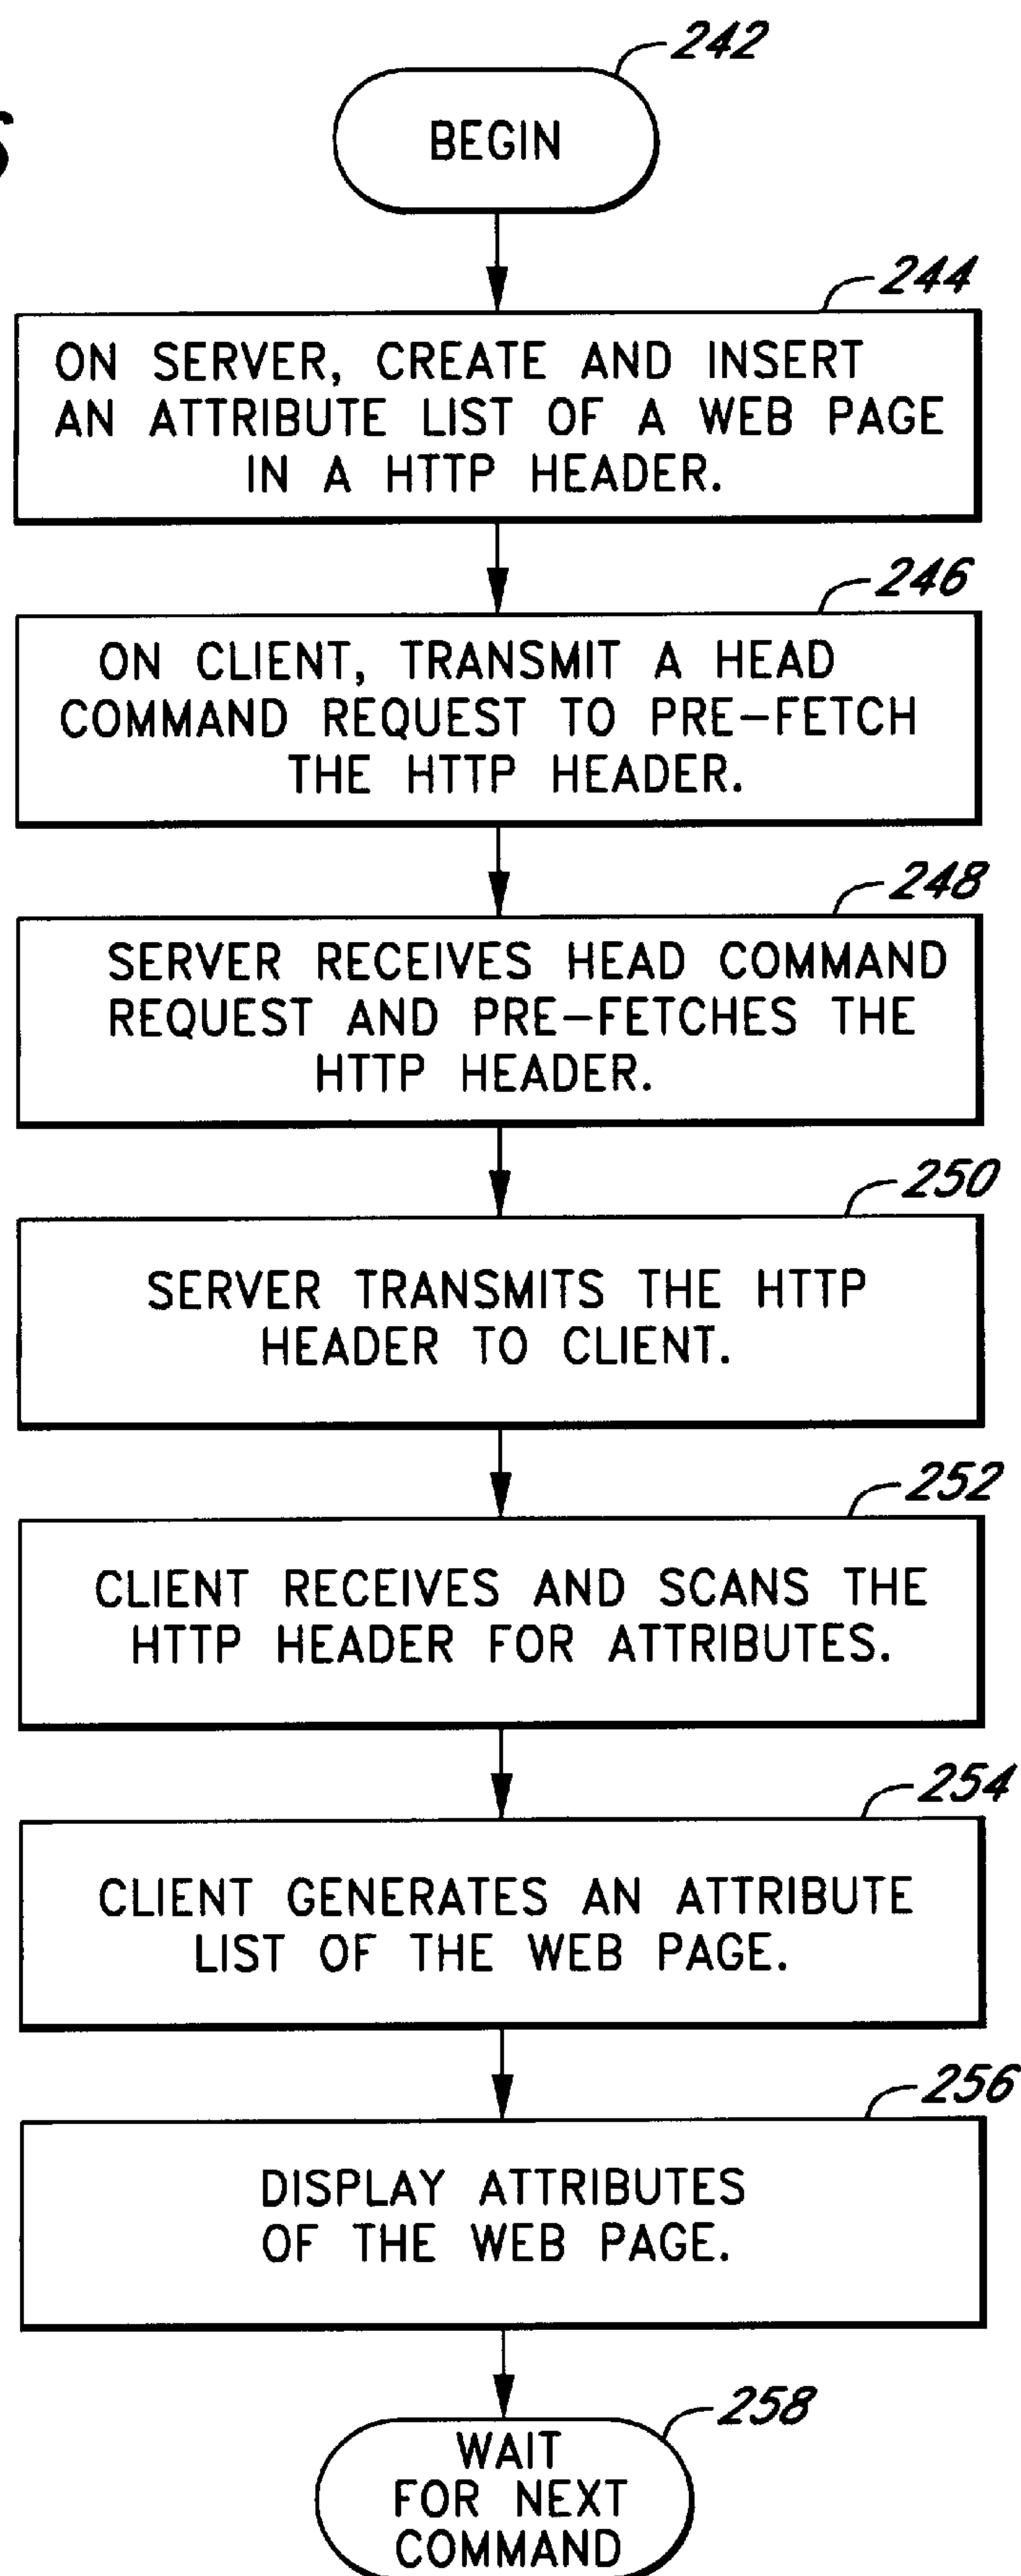 242
BEGIN
244
ON SERVER, CREATE AND INSERT
AN ATTRIBUTE LIST OF A WEB PAGE
IN A HTTP HEADER.
246
ON CLIENT, TRANSMIT A HEAD
COMMAND REQUEST TO PRE-FETCH
THE HTTP HEADER.
248
SERVER RECEIVES HEAD COMMAND
REQUEST AND PRE-FETCHES THE
HTTP HEADER.
250
SERVER TRANSMITS THE HTTP
HEADER TO CLIENT.
252
CLIENT RECEIVES AND SCANS THE
HTTP HEADER FOR ATTRIBUTES.
254
CLIENT GENERATES AN ATTRIBUTE
LIST OF THE WEB PAGE.
256
DISPLAY ATTRIBUTES
OF THE WEB PAGE.
258
WAIT
FOR NEXT
COMMAND